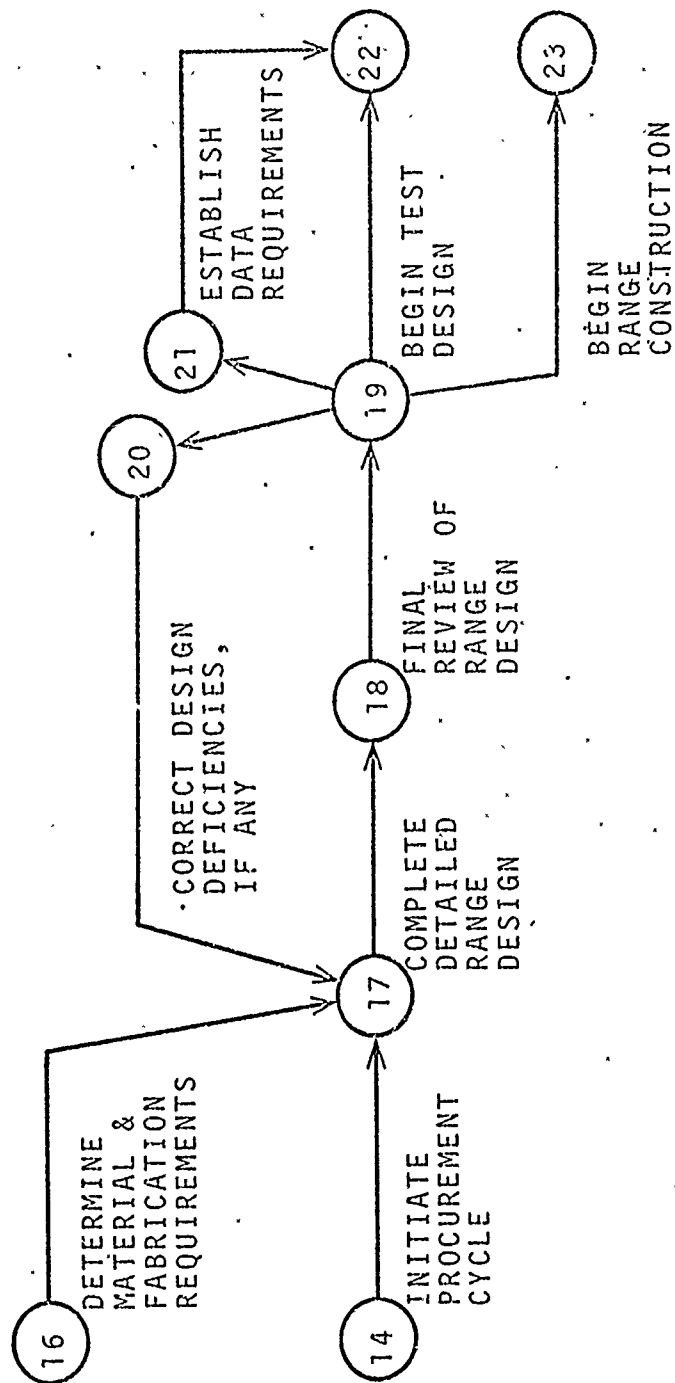 16
DETERMINE
MATERIAL &
FABRICATION
REQUIREMENTS
20
CORRECT DESIGN
DEFICIENCIES,
IF ANY
21
ESTABLISH
DATA
REQUIREMENTS
14
INITIATE
PROCUREMENT
CYCLE
17
COMPLETE
DETAILED
RANGE
DESIGN
18
FINAL
REVIEW OF
RANGE
DESIGN
19
BEGIN TEST
DESIGN
22
BEGIN
RANGE
CONSTRUCTION
23